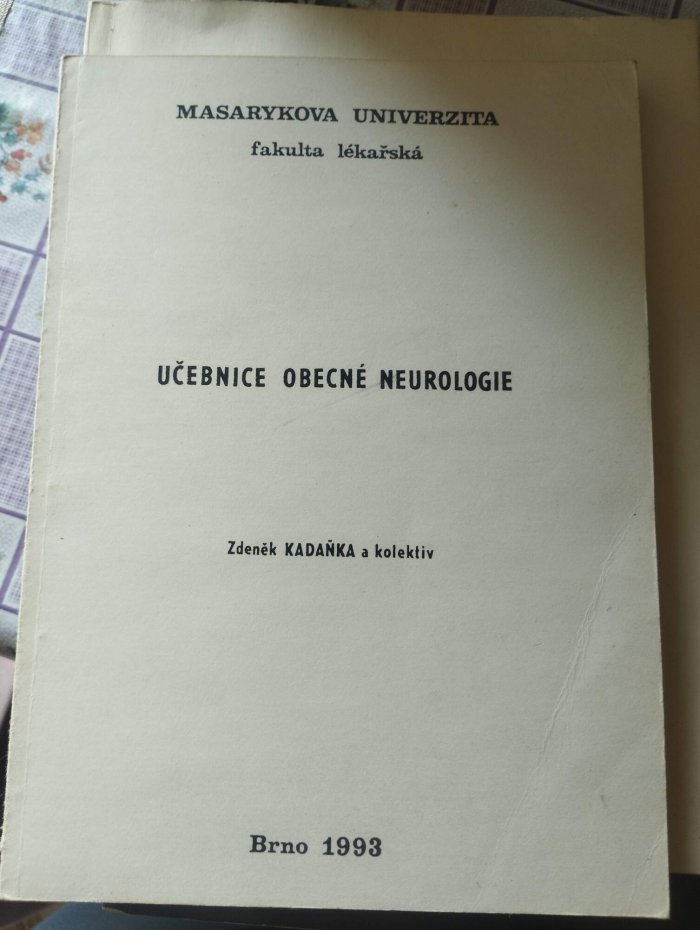 MASARYKOVA UNIVERZITA
fakulta lékařská
UČEBNICE OBECNÉ NEUROLOGIE
Zdeněk KADAŇKA a kolektiv
Brno 1993